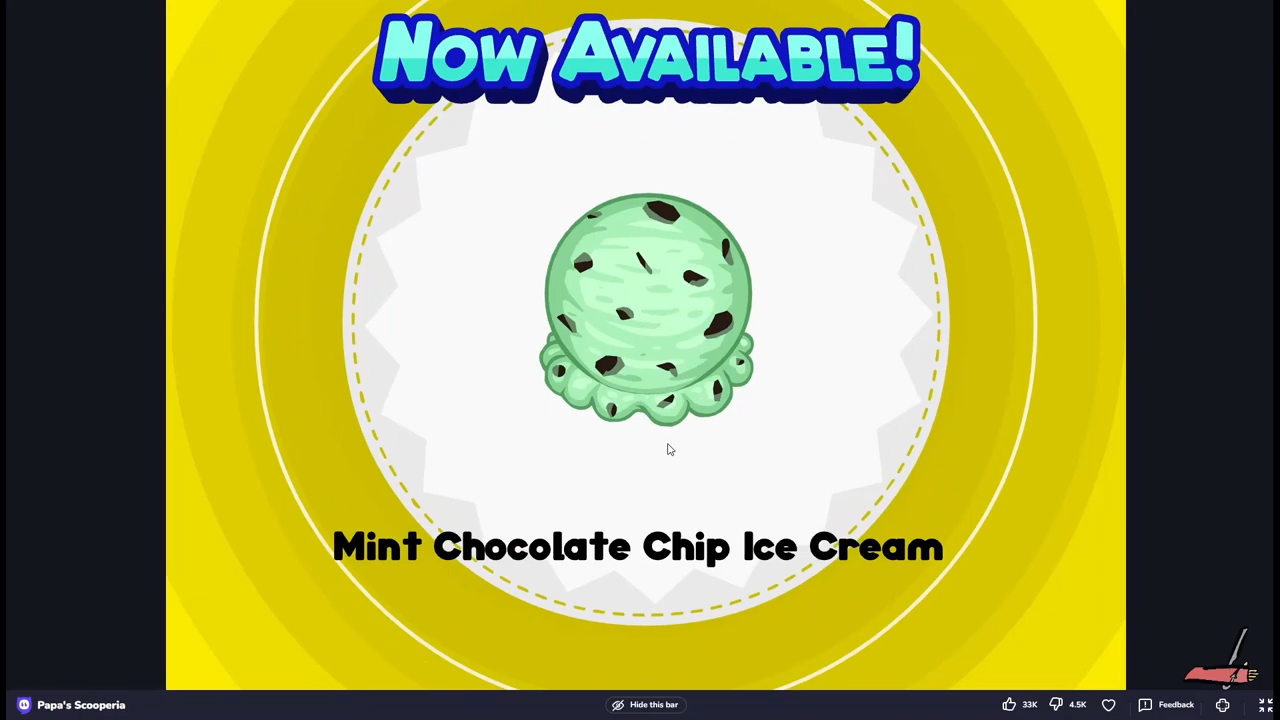 Now Available!
Mint Chocolate Chip Ice Cream
Papa's Scooperia
Hide this bar
33K
4.5K
Feedback